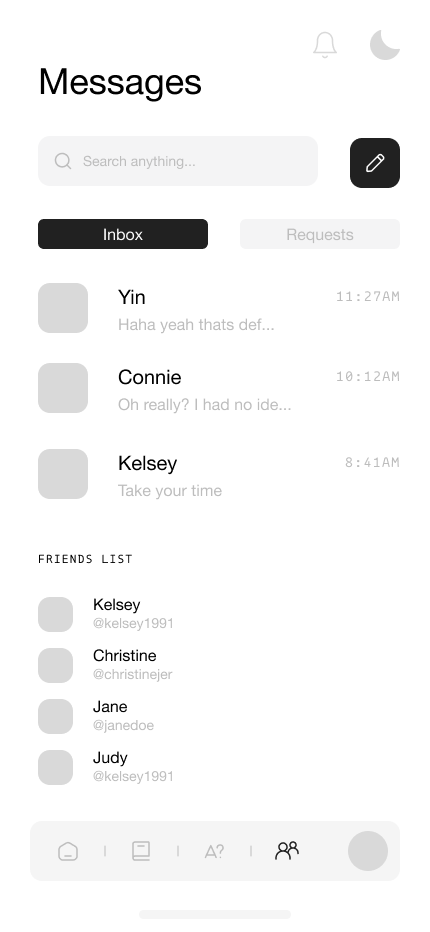 Messages
Search anything...
Inbox
Requests
Yin
11:27AM
Haha yeah thats def...
Connie
10:12AM
Oh really? I had no ide...
Kelsey
8:41AM
Take your time
FRIENDS LIST
Kelsey
@kelsey1991
Christine
@christinejer
Jane
@janedoe
Judy
@kelsey1991
A?